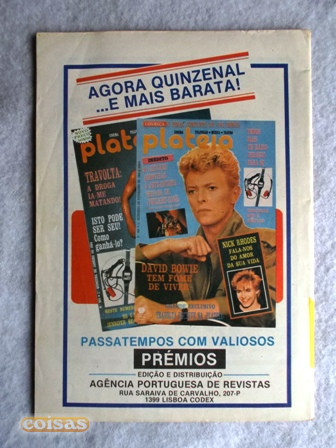 AGORA QUINZENAL
...E MAIS BARATA!
plateia
plateia
TRAVOLTA:
A DROGA
IA-ME
MATANDO!
ISTO PODE
SER SEU!
Como
ganhá-lo?
DAVID BOWIE
TEM FOME
DE VIVER
NICK RHODES
FALA-NOS
DO AMOR
DA SUA VIDA
PASSATEMPOS COM VALIOSOS
PRÉMIOS
EDIÇÃO E DISTRIBUIÇÃO
AGÊNCIA PORTUGUESA DE REVISTAS
RUA SARAIVA DE CARVALHO, 207-P
1399 LISBOA CODEX
coisas